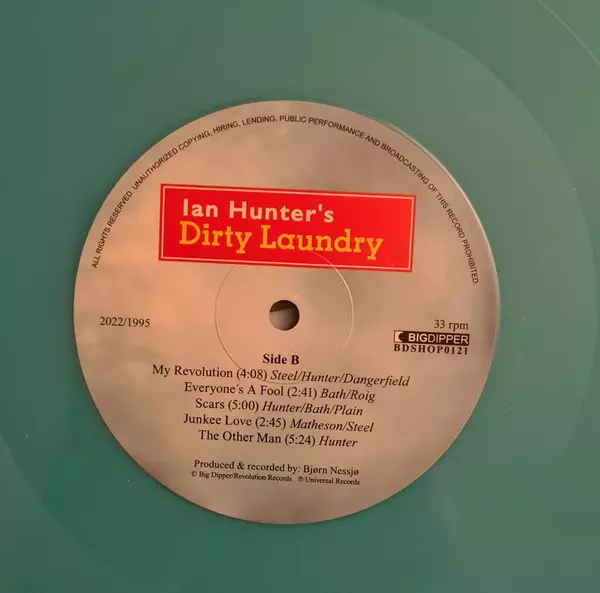 ALL RIGHTS RESERVED. UNAUTHORIZED COPYING, HIRING, LENDING, PUBLIC PERFORMANCE AND BROADCASTING OF THIS RECORD PROHIBITED.
Ian Hunter's
Dirty Laundry
2022/1995
33 rpm
BIGDIPPER
BDSHOP0121
Side B
My Revolution (4:08) Steel/Hunter/Dangerfield
Everyone´s A Fool (2:41) Bath/Roig
Scars (5:00) Hunter/Bath/Plain
Junkee Love (2:45) Matheson/Steel
The Other Man (5:24) Hunter
Produced & recorded by: Bjørn Nessjø
© Big Dipper/Revolution Records ℗ Universal Records